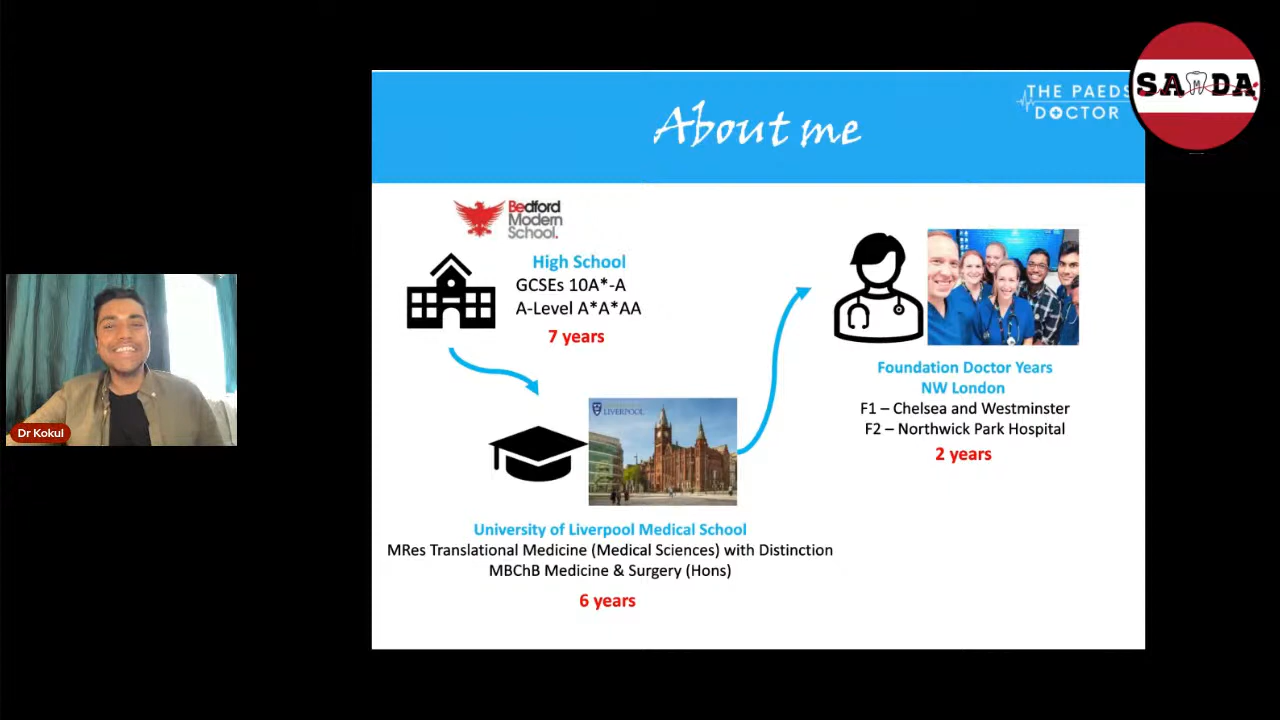 About me
THE PAEDS
DOCTOR
SAMDA
Bedford
Modern
School.
High School
GCSEs 10A*-A
A-Level A*A*AA
7 years
Dr Kokul
LIVERPOOL
University of Liverpool Medical School
MRes Translational Medicine (Medical Sciences) with Distinction
MBChB Medicine & Surgery (Hons)
6 years
Foundation Doctor Years
NW London
F1 – Chelsea and Westminster
F2 – Northwick Park Hospital
2 years